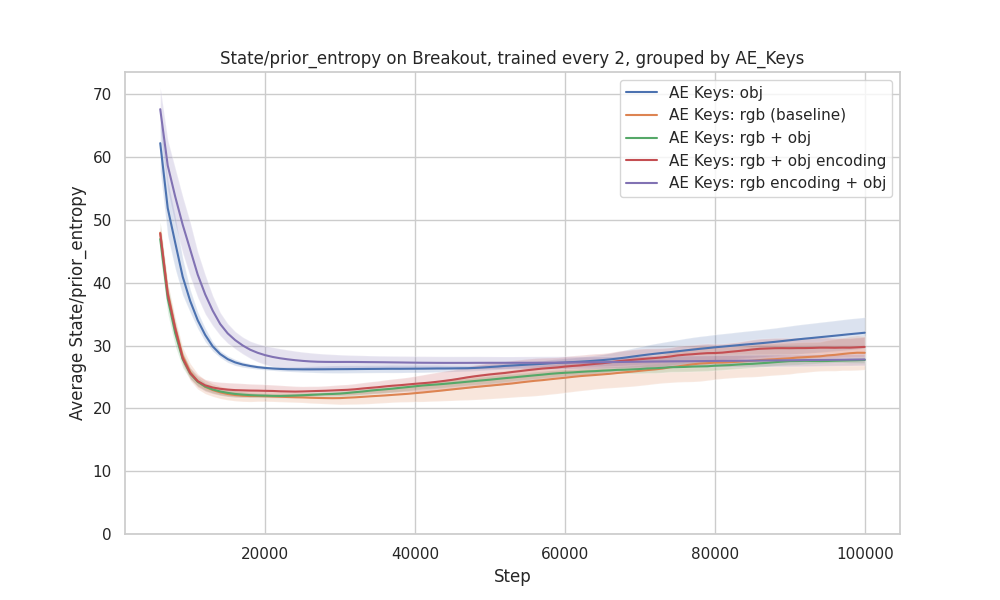 State/prior_entropy on Breakout, trained every 2, grouped by AE_Keys
70
60
50
40
30
20
10
0
Average State/prior_entropy
AE Keys: obj
AE Keys: rgb (baseline)
AE Keys: rgb + obj
AE Keys: rgb + obj encoding
AE Keys: rgb encoding + obj
20000
40000
60000
80000
100000
Step